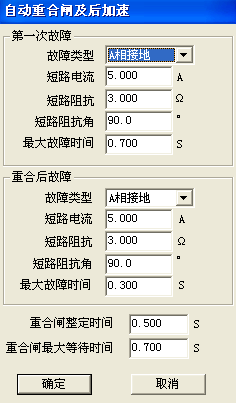 自动重合闸及后加速
第一次故障
故障类型 A相接地
短路电流 5.000 A
短路阻抗 3.000 Ω
短路阻抗角 90.0 °
最大故障时间 0.700 S
重合后故障
故障类型 A相接地
短路电流 5.000 A
短路阻抗 3.000 Ω
短路阻抗角 90.0 °
最大故障时间 0.300 S
重合闸整定时间 0.500 S
重合闸最大等待时间 0.700 S
确定 取消